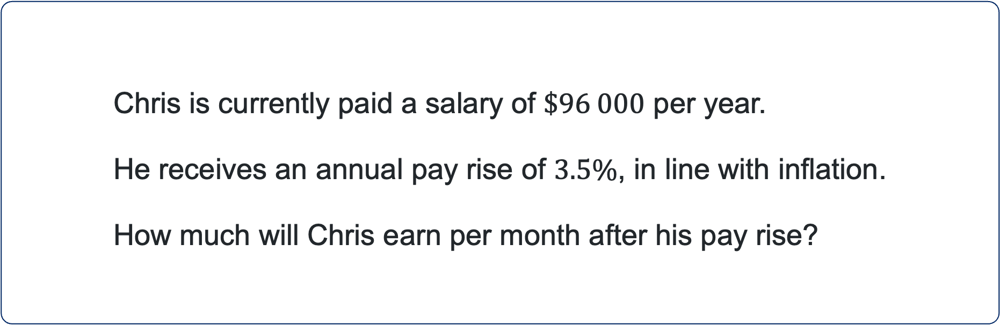 Chris is currently paid a salary of $96 000 per year.
He receives an annual pay rise of 3.5%, in line with inflation.
How much will Chris earn per month after his pay rise?